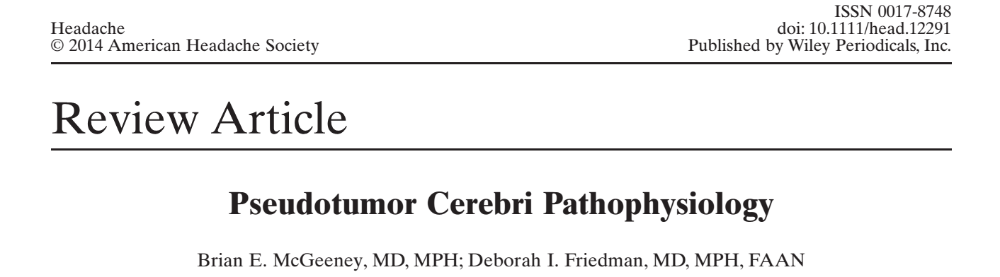 ISSN 0017-8748
Headache
doi: 10.1111/head.12291
© 2014 American Headache Society
Published by Wiley Periodicals, Inc.
Review Article
Pseudotumor Cerebri Pathophysiology
Brian E. McGeeney, MD, MPH; Deborah I. Friedman, MD, MPH, FAAN